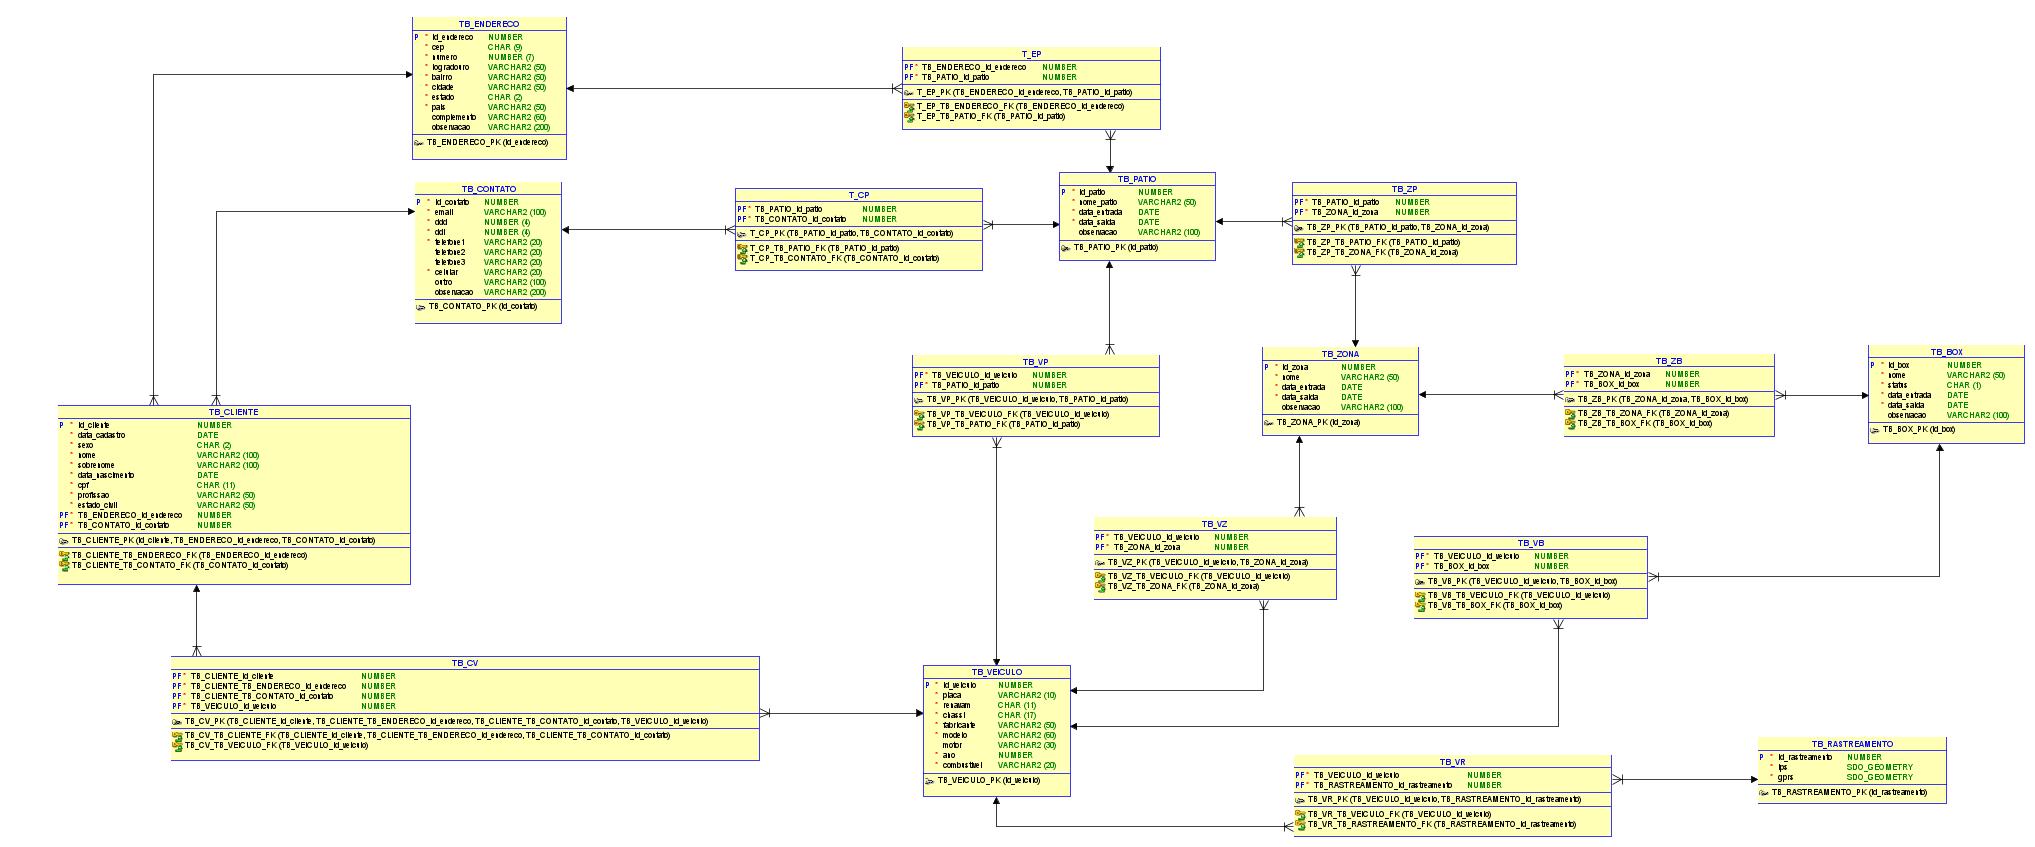 TB_ENDERECO
P * id_endereco NUMBER
* cep CHAR (9)
* numero NUMBER (7)
* logradouro VARCHAR2 (50)
* bairro VARCHAR2 (50)
* cidade VARCHAR2 (50)
* estado CHAR (2)
* pais VARCHAR2 (50)
complemento VARCHAR2 (60)
observacao VARCHAR2 (200)
TB_ENDERECO_PK (id_endereco)
T_EP
PF* TB_ENDERECO_id_endereco NUMBER
PF* TB_PATIO_id_patio NUMBER
T_EP_PK (TB_ENDERECO_id_endereco, TB_PATIO_id_patio)
T_EP_TB_ENDERECO_FK (TB_ENDERECO_id_endereco)
T_EP_TB_PATIO_FK (TB_PATIO_id_patio)
TB_CONTATO
P * id_contato NUMBER
* email VARCHAR2 (100)
* ddd NUMBER (4)
* ddi NUMBER (4)
* telefone1 VARCHAR2 (20)
telefone2 VARCHAR2 (20)
telefone3 VARCHAR2 (20)
* celular VARCHAR2 (20)
outro VARCHAR2 (100)
observacao VARCHAR2 (200)
TB_CONTATO_PK (id_contato)
T_CP
PF* TB_PATIO_id_patio NUMBER
PF* TB_CONTATO_id_contato NUMBER
T_CP_PK (TB_PATIO_id_patio, TB_CONTATO_id_contato)
T_CP_TB_PATIO_FK (TB_PATIO_id_patio)
T_CP_TB_CONTATO_FK (TB_CONTATO_id_contato)
TB_PATIO
P * id_patio NUMBER
* nome_patio VARCHAR2 (50)
* data_entrada DATE
* data_saida DATE
observacao VARCHAR2 (100)
TB_PATIO_PK (id_patio)
TB_ZP
PF* TB_PATIO_id_patio NUMBER
PF* TB_ZONA_id_zona NUMBER
TB_ZP_PK (TB_PATIO_id_patio, TB_ZONA_id_zona)
TB_ZP_TB_PATIO_FK (TB_PATIO_id_patio)
TB_ZP_TB_ZONA_FK (TB_ZONA_id_zona)
TB_VP
PF* TB_VEICULO_id_veiculo NUMBER
PF* TB_PATIO_id_patio NUMBER
TB_VP_PK (TB_VEICULO_id_veiculo, TB_PATIO_id_patio)
TB_VP_TB_VEICULO_FK (TB_VEICULO_id_veiculo)
TB_VP_TB_PATIO_FK (TB_PATIO_id_patio)
TB_ZONA
P * id_zona NUMBER
* nome VARCHAR2 (50)
* data_entrada DATE
* data_saida DATE
observacao VARCHAR2 (100)
TB_ZONA_PK (id_zona)
TB_ZB
PF* TB_ZONA_id_zona NUMBER
PF* TB_BOX_id_box NUMBER
TB_ZB_PK (TB_ZONA_id_zona, TB_BOX_id_box)
TB_ZB_TB_ZONA_FK (TB_ZONA_id_zona)
TB_ZB_TB_BOX_FK (TB_BOX_id_box)
TB_BOX
P * id_box NUMBER
* nome VARCHAR2 (50)
* status CHAR (1)
* data_entrada DATE
* data_saida DATE
observacao VARCHAR2 (100)
TB_BOX_PK (id_box)
TB_CLIENTE
P * id_cliente NUMBER
* data_cadastro DATE
* sexo CHAR (2)
* nome VARCHAR2 (100)
* sobrenome VARCHAR2 (100)
* data_nascimento DATE
* cpf CHAR (11)
* profissao VARCHAR2 (50)
* estado_civil VARCHAR2 (50)
PF* TB_ENDERECO_id_endereco NUMBER
PF* TB_CONTATO_id_contato NUMBER
TB_CLIENTE_PK (id_cliente, TB_ENDERECO_id_endereco, TB_CONTATO_id_contato)
TB_CLIENTE_TB_ENDERECO_FK (TB_ENDERECO_id_endereco)
TB_CLIENTE_TB_CONTATO_FK (TB_CONTATO_id_contato)
TB_VZ
PF* TB_VEICULO_id_veiculo NUMBER
PF* TB_ZONA_id_zona NUMBER
TB_VZ_PK (TB_VEICULO_id_veiculo, TB_ZONA_id_zona)
TB_VZ_TB_VEICULO_FK (TB_VEICULO_id_veiculo)
TB_VZ_TB_ZONA_FK (TB_ZONA_id_zona)
TB_VB
PF* TB_VEICULO_id_veiculo NUMBER
PF* TB_BOX_id_box NUMBER
TB_VB_PK (TB_VEICULO_id_veiculo, TB_BOX_id_box)
TB_VB_TB_VEICULO_FK (TB_VEICULO_id_veiculo)
TB_VB_TB_BOX_FK (TB_BOX_id_box)
TB_CV
PF* TB_CLIENTE_id_cliente NUMBER
PF* TB_CLIENTE_TB_ENDERECO_id_endereco NUMBER
PF* TB_CLIENTE_TB_CONTATO_id_contato NUMBER
PF* TB_VEICULO_id_veiculo NUMBER
TB_CV_PK (TB_CLIENTE_id_cliente, TB_CLIENTE_TB_ENDERECO_id_endereco, TB_CLIENTE_TB_CONTATO_id_contato, TB_VEICULO_id_veiculo)
TB_CV_TB_CLIENTE_FK (TB_CLIENTE_id_cliente, TB_CLIENTE_TB_ENDERECO_id_endereco, TB_CLIENTE_TB_CONTATO_id_contato)
TB_CV_TB_VEICULO_FK (TB_VEICULO_id_veiculo)
TB_VEICULO
P * id_veiculo NUMBER
* placa VARCHAR2 (10)
* renavam CHAR (11)
* chassi CHAR (17)
* fabricante VARCHAR2 (50)
* modelo VARCHAR2 (60)
motor VARCHAR2 (30)
* ano NUMBER
* combustivel VARCHAR2 (20)
TB_VEICULO_PK (id_veiculo)
TB_VR
PF* TB_VEICULO_id_veiculo NUMBER
PF* TB_RASTREAMENTO_id_rastreamento NUMBER
TB_VR_PK (TB_VEICULO_id_veiculo, TB_RASTREAMENTO_id_rastreamento)
TB_VR_TB_VEICULO_FK (TB_VEICULO_id_veiculo)
TB_VR_TB_RASTREAMENTO_FK (TB_RASTREAMENTO_id_rastreamento)
TB_RASTREAMENTO
P * id_rastreamento NUMBER
* ips SDO_GEOMETRY
* gprs SDO_GEOMETRY
TB_RASTREAMENTO_PK (id_rastreamento)